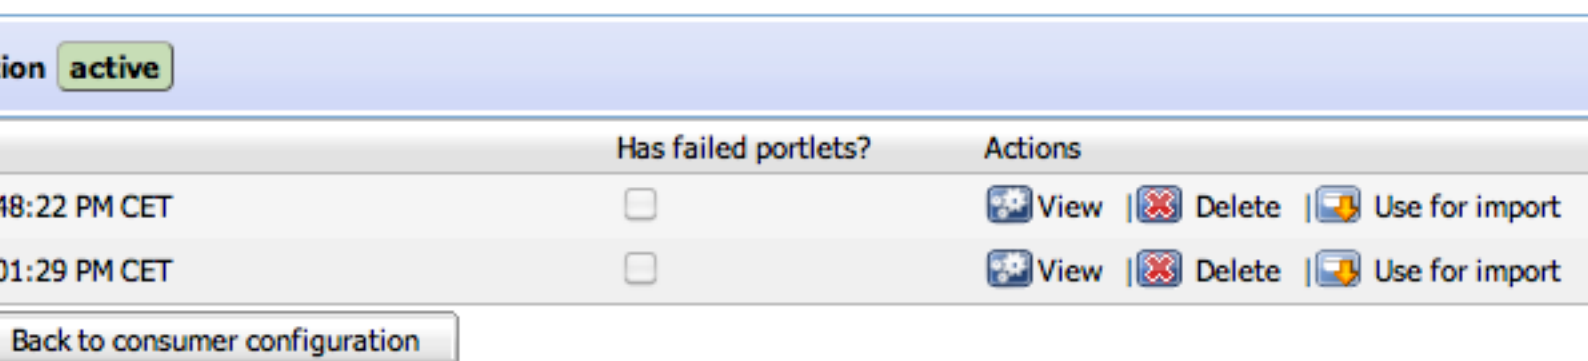 tion active
Has failed portlets? Actions
48:22 PM CET View | Delete | Use for import
01:29 PM CET View | Delete | Use for import
Back to consumer configuration